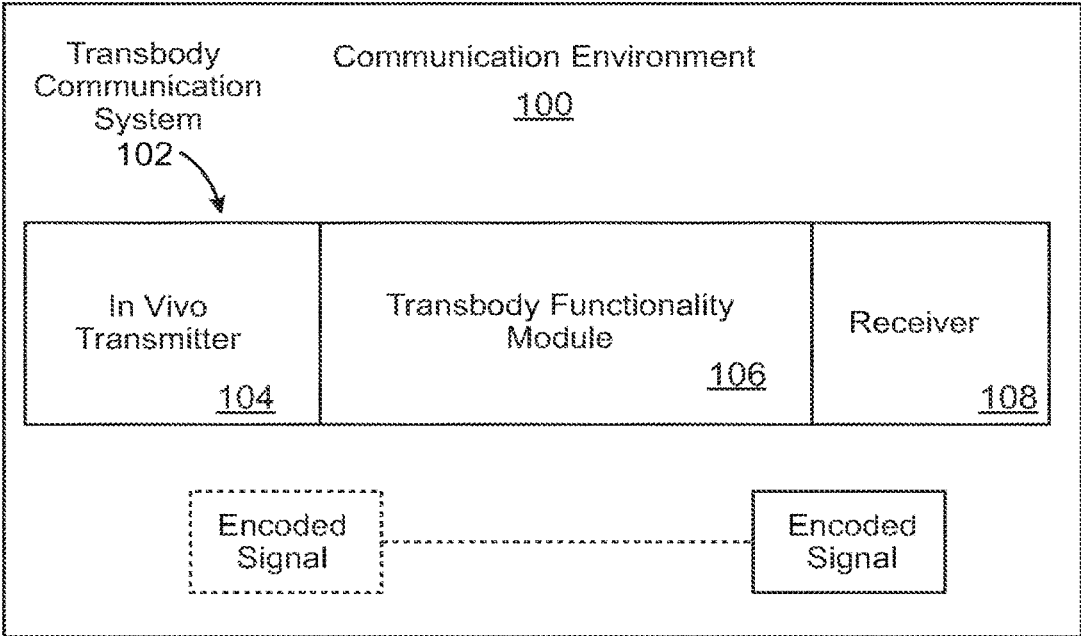 Transbody
Communication
System
102
Communication Environment
100
In Vivo
Transmitter
104
Transbody Functionality
Module
106
Receiver
108
Encoded
Signal
Encoded
Signal